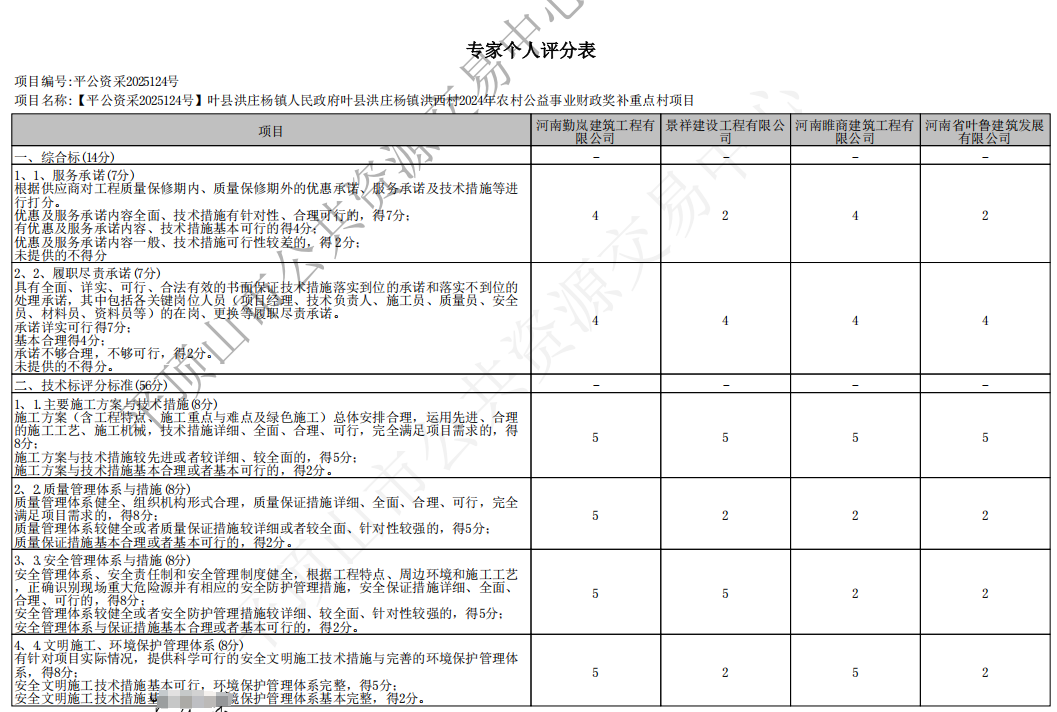 专家个人评分表
项目编号:平公资采2025124号
项目名称:【平公资采2025124号】叶县洪庄杨镇人民政府叶县洪庄杨镇洪西村2024年农村公益事业财政奖补重点村项目
项目 河南勤岚建筑工程有限公司 景祥建设工程有限公司 河南睢商建筑工程有限公司 河南省叶鲁建筑发展有限公司
一、综合标(14分) - - - -
1、1、服务承诺(7分)
根据供应商对工程质量保修期内、质量保修期外的优惠承诺、服务承诺及技术措施等进
行打分。
优惠及服务承诺内容全面、技术措施有针对性、合理可行的，得7分；
有优惠及服务承诺内容、技术措施基本可行的得4分；
优惠及服务承诺内容一般、技术措施可行性较差的，得2分；
未提供的不得分
4 2 4 2
2、2、履职尽责承诺(7分)
具有全面、详实、可行、合法有效的书面保证技术措施落实到位的承诺和落实不到位的
处理承诺，其中包括各关键岗位人员（项目经理、技术负责人、施工员、质量员、安全
员、材料员、资料员等）的在岗、更换等履职尽责承诺。
承诺详实可行得7分；
基本合理得4分；
承诺不够合理，不够可行，得2分。
未提供的不得分。
4 4 4 4
二、技术标评分标准(56分) - - - -
1、1.主要施工方案与技术措施(8分)
施工方案（含工程特点、施工重点与难点及绿色施工）总体安排合理，运用先进、合理
的施工工艺、施工机械，技术措施详细、全面、合理、可行，完全满足项目需求的，得
8分；
施工方案与技术措施较先进或者较详细、较全面的，得5分；
施工方案与技术措施基本合理或者基本可行的，得2分。
5 5 5 5
2、2.质量管理体系与措施(8分)
质量管理体系健全、组织机构形式合理，质量保证措施详细、全面、合理、可行，完全
满足项目需求的，得8分；
质量管理体系较健全或者质量保证措施较详细或者较全面、针对性较强的，得5分；
质量保证措施基本合理或者基本可行的，得2分。
5 2 2 2
3、3.安全管理体系与措施(8分)
安全管理体系、安全责任制和安全管理制度健全，根据工程特点、周边环境和施工工艺
，正确识别现场重大危险源并有相应的安全防护管理措施，安全保证措施详细、全面、
合理、可行的，得8分；
安全管理体系较健全或者安全防护管理措施较详细、较全面、针对性较强的，得5分；
安全管理体系与保证措施基本合理或者基本可行的，得2分。
5 5 2 2
4、4.文明施工、环境保护管理体系(8分)
有针对项目实际情况，提供科学可行的安全文明施工技术措施与完善的环境保护管理体
系，得8分；
安全文明施工技术措施基本可行，环境保护管理体系完整，得5分；
安全文明施工技术措施基 境保护管理体系基本完整，得2分。
5 2 5 2
平顶山市公共资源交易中心
平顶山市公共资源交易中心